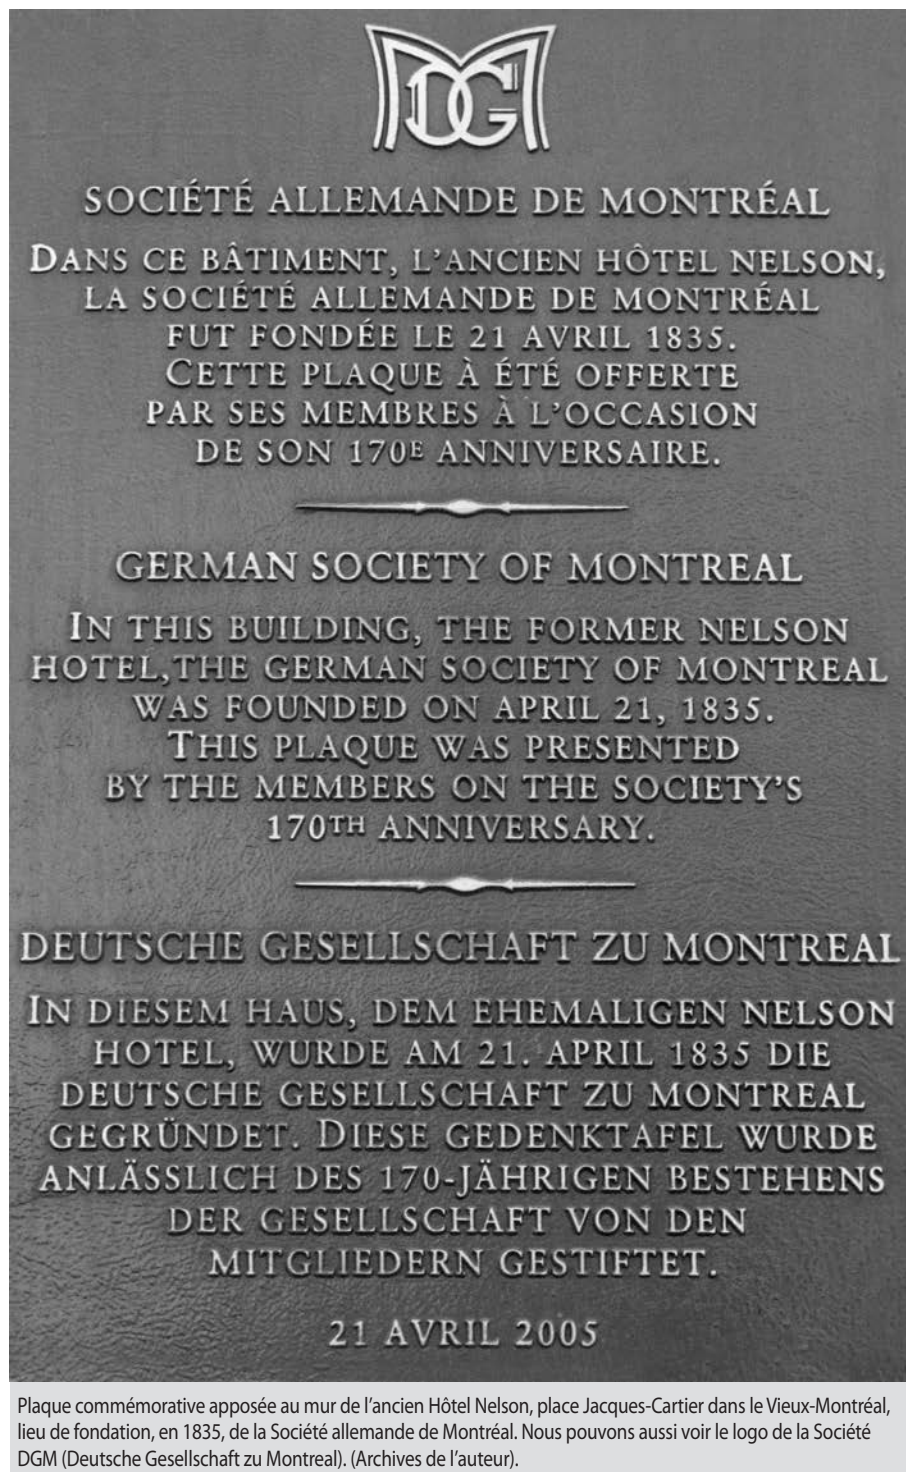 DGM
SOCIÉTÉ ALLEMANDE DE MONTRÉAL
DANS CE BÂTIMENT, L'ANCIEN HÔTEL NELSON,
LA SOCIÉTÉ ALLEMANDE DE MONTRÉAL
FUT FONDÉE LE 21 AVRIL 1835.
CETTE PLAQUE À ÉTÉ OFFERTE
PAR SES MEMBRES À L'OCCASION
DE SON 170E ANNIVERSAIRE.
GERMAN SOCIETY OF MONTREAL
IN THIS BUILDING, THE FORMER NELSON
HOTEL,THE GERMAN SOCIETY OF MONTREAL
WAS FOUNDED ON APRIL 21, 1835.
THIS PLAQUE WAS PRESENTED
BY THE MEMBERS ON THE SOCIETY'S
170TH ANNIVERSARY.
DEUTSCHE GESELLSCHAFT ZU MONTREAL
IN DIESEM HAUS, DEM EHEMALIGEN NELSON
HOTEL, WURDE AM 21. APRIL 1835 DIE
DEUTSCHE GESELLSCHAFT ZU MONTREAL
GEGRÜNDET. DIESE GEDENKTAFEL WURDE
ANLÄSSLICH DES 170-JÄHRIGEN BESTEHENS
DER GESELLSCHAFT VON DEN
MITGLIEDERN GESTIFTET.
21 AVRIL 2005
Plaque commémorative apposée au mur de l'ancien Hôtel Nelson, place Jacques-Cartier dans le Vieux-Montréal,
lieu de fondation, en 1835, de la Société allemande de Montréal. Nous pouvons aussi voir le logo de la Société
DGM (Deutsche Gesellschaft zu Montreal). (Archives de l'auteur).